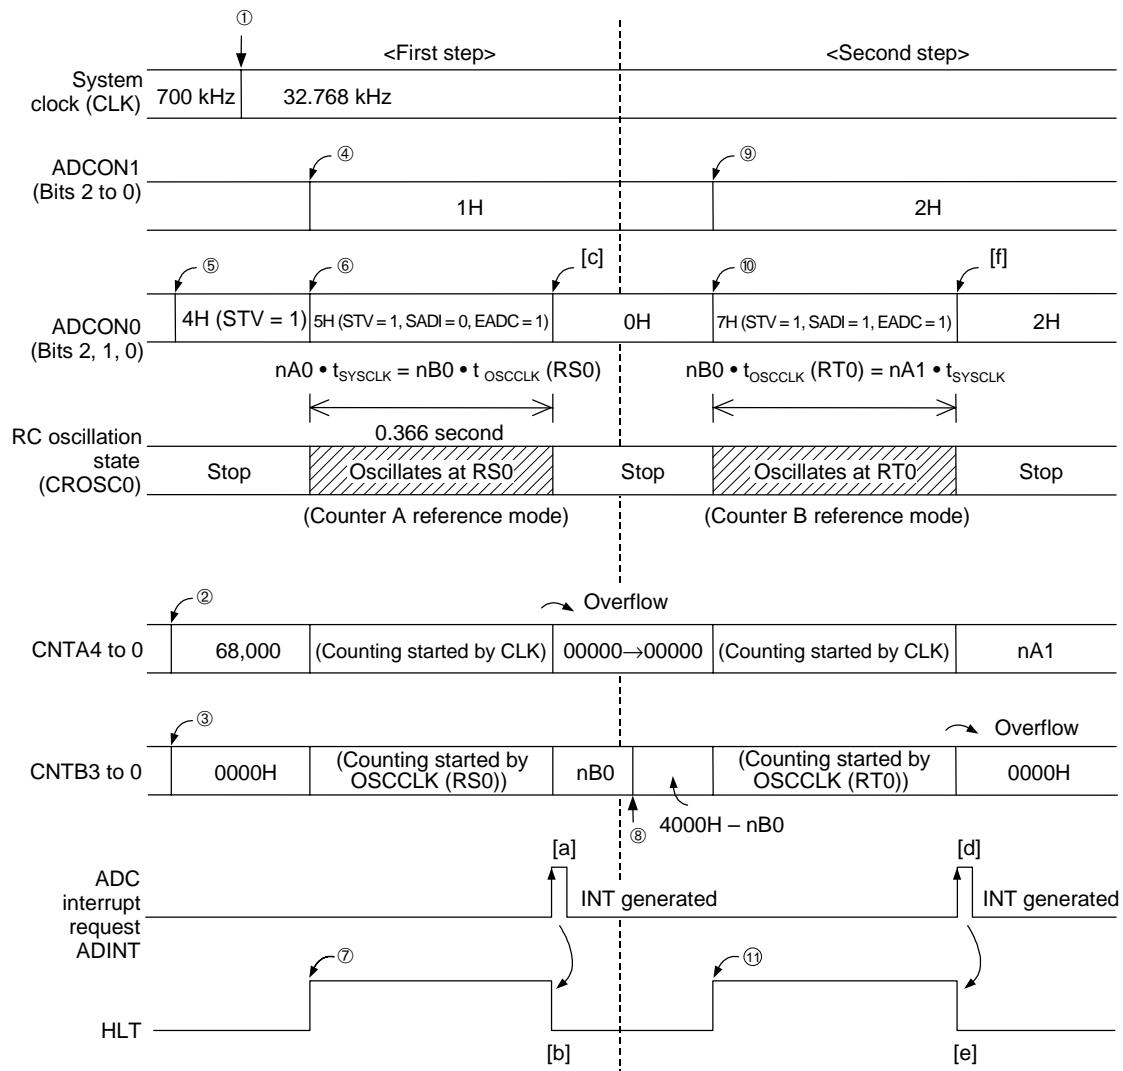 ①
<First step>
<Second step>
System
clock (CLK)
700 kHz
32.768 kHz
ADCON1
(Bits 2 to 0)
④
⑨
1H
2H
⑤
⑥
[c]
⑩
[f]
ADCON0
(Bits 2, 1, 0)
4H (STV = 1)
5H (STV = 1, SADI = 0, EADC = 1)
0H
7H (STV = 1, SADI = 1, EADC = 1)
2H
nA0 • tSYSCLK = nB0 • t OSCCLK (RS0)
nB0 • tOSCCLK (RT0) = nA1 • tSYSCLK
0.366 second
RC oscillation
state
(CROSC0)
Stop
Oscillates at RS0
Stop
Oscillates at RT0
Stop
(Counter A reference mode)
(Counter B reference mode)
②
Overflow
CNTA4 to 0
68,000
(Counting started by CLK)
00000→00000
(Counting started by CLK)
nA1
③
Overflow
CNTB3 to 0
0000H
(Counting started by
OSCCLK (RS0))
nB0
(Counting started by
OSCCLK (RT0))
0000H
⑧
4000H – nB0
[a]
[d]
ADC
interrupt
request
ADINT
INT generated
INT generated
⑦
⑪
HLT
[b]
[e]